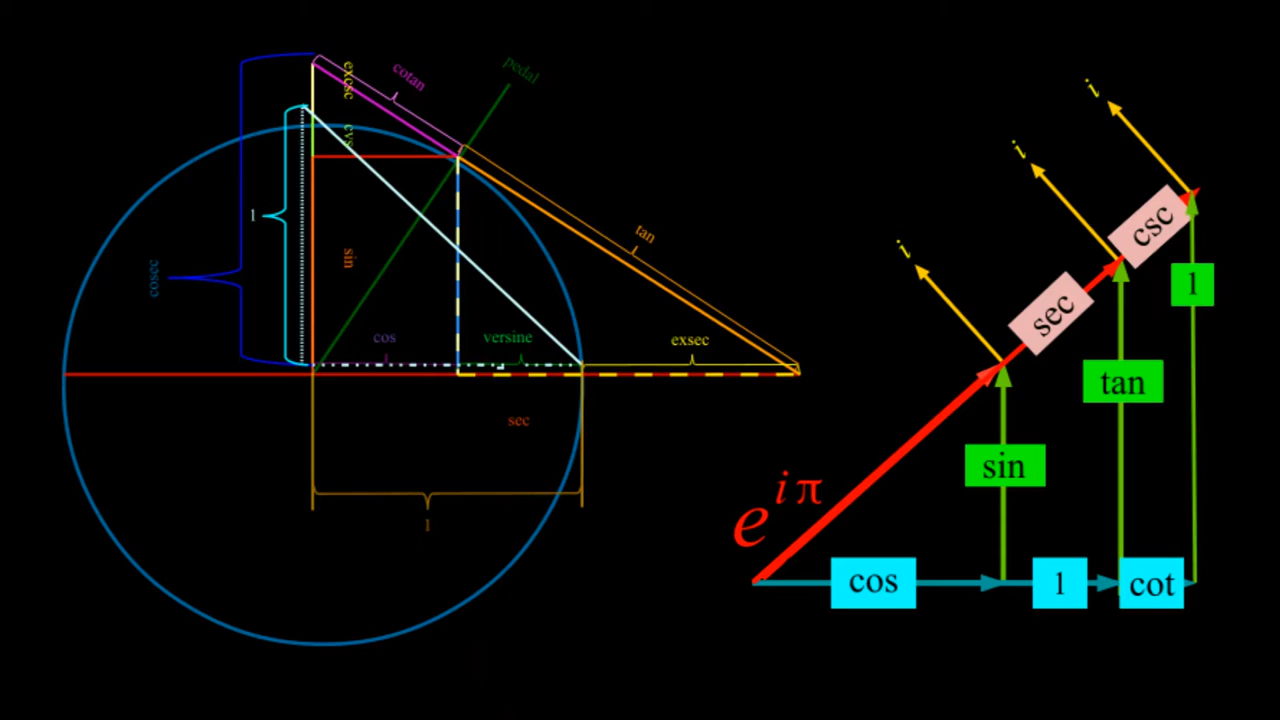 excsc
cotan
pedal
cvs
1
tan
sin
cosec
cos
versine
exsec
sec
1
i
i
i
csc
sec
1
tan
sin
e^{iπ}
cos
1
cot